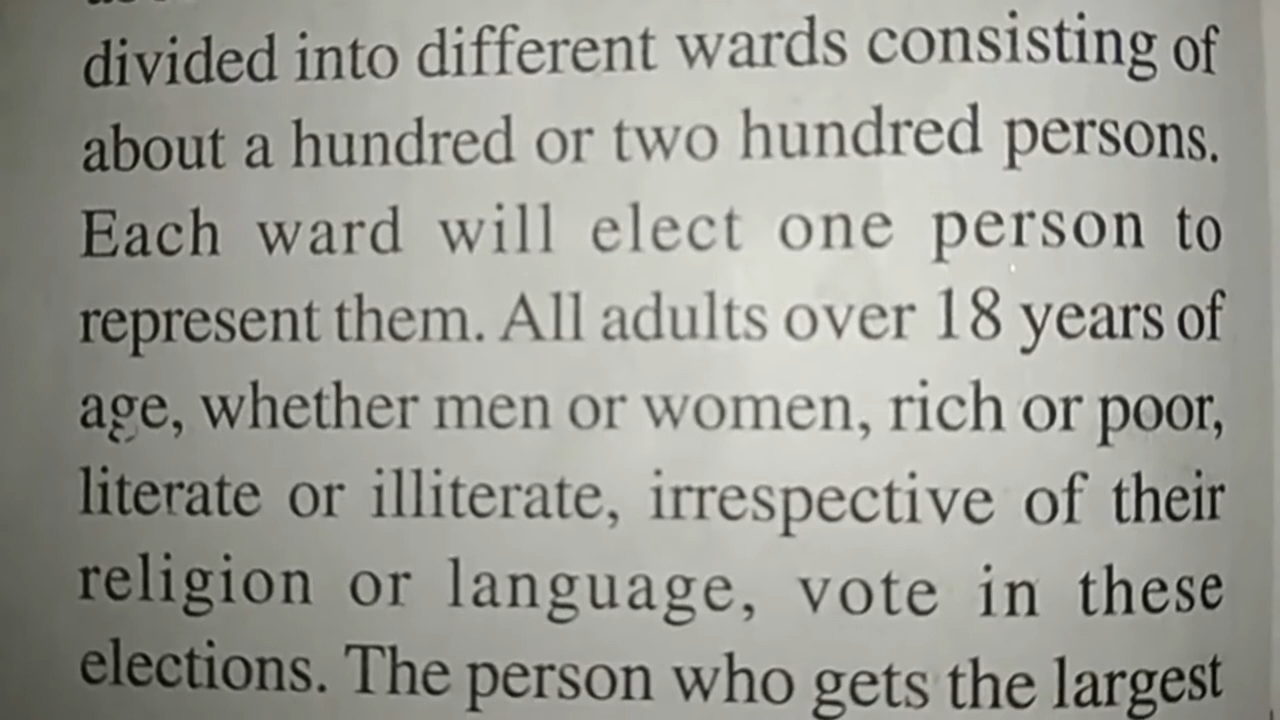 divided into different wards consisting of
about a hundred or two hundred persons.
Each ward will elect one person to
represent them. All adults over 18 years of
age, whether men or women, rich or poor,
literate or illiterate, irrespective of their
religion or language, vote in these
elections. The person who gets the largest